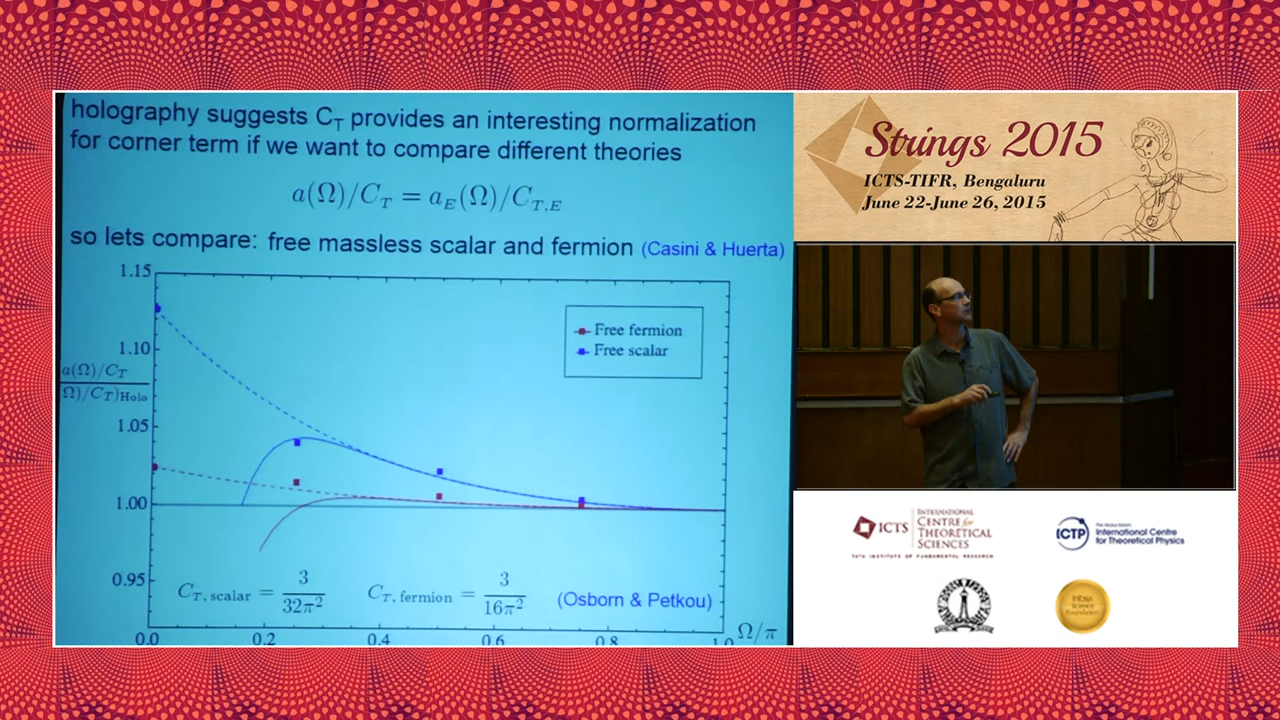 holography suggests C_T provides an interesting normalization
for corner term if we want to compare different theories
a(Ω)/C_T = a_E(Ω)/C_{T,E}
so lets compare: free massless scalar and fermion (Casini & Huerta)
1.15
1.10
1.05
1.00
0.95
a(Ω)/C_T
Ω)/C_T)_Holo
Free fermion
Free scalar
C_{T, scalar} = 3/32π² C_{T, fermion} = 3/16π² (Osborn & Petkou)
0.0 0.2 0.4 0.6 0.8 1.0 Ω/π
Strings 2015
ICTS-TIFR, Bengaluru
June 22-June 26, 2015
ICTS
INTERNATIONAL
CENTRE for
THEORETICAL
SCIENCES
TATA INSTITUTE OF FUNDAMENTAL RESEARCH
ICTP
The Abdus Salam
International Centre
for Theoretical Physics
Infosys
Science
Foundation